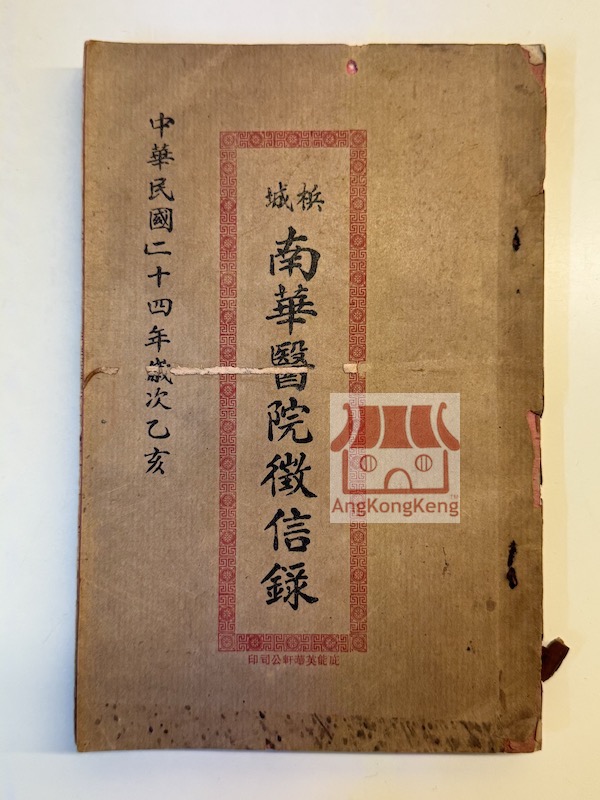 中華民國二十四年歲次乙亥
檳城
南華醫院徵信錄
AngKongKeng
TM